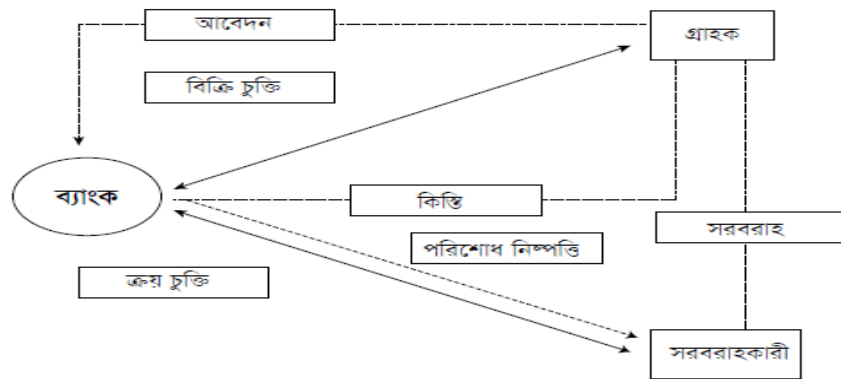 আবেদন
গ্রাহক
বিক্রি চুক্তি
ব্যাংক
কিস্তি
সরবরাহ
পরিশোধ নিষ্পত্তি
ক্রয় চুক্তি
সরবরাহকারী